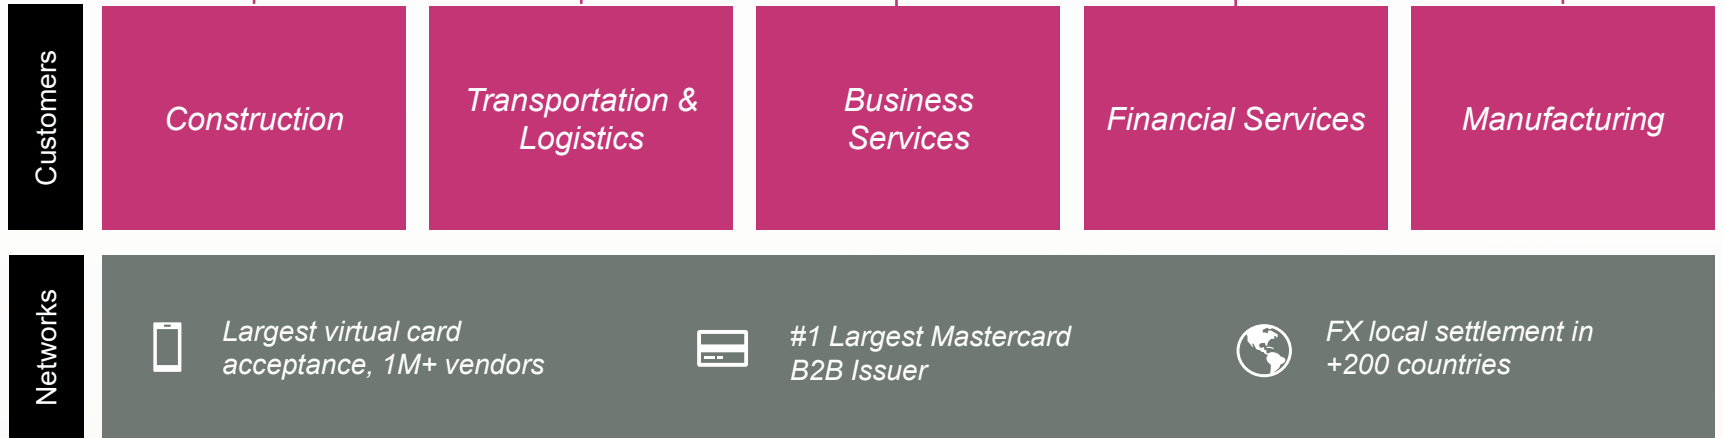 Customers
Construction
Transportation &
Logistics
Business
Services
Financial Services
Manufacturing
Networks
Largest virtual card
acceptance, 1M+ vendors
#1 Largest Mastercard
B2B Issuer
FX local settlement in
+200 countries